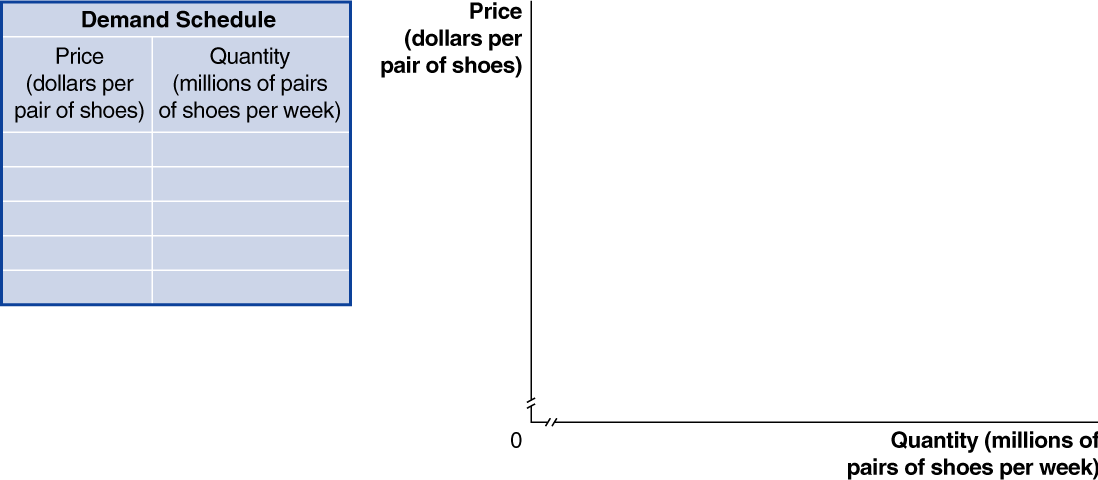 Demand Schedule
Price
(dollars per
pair of shoes)
Quantity
(millions of pairs
of shoes per week)
Price
(dollars per
pair of shoes)
0
Quantity (millions of
pairs of shoes per week)